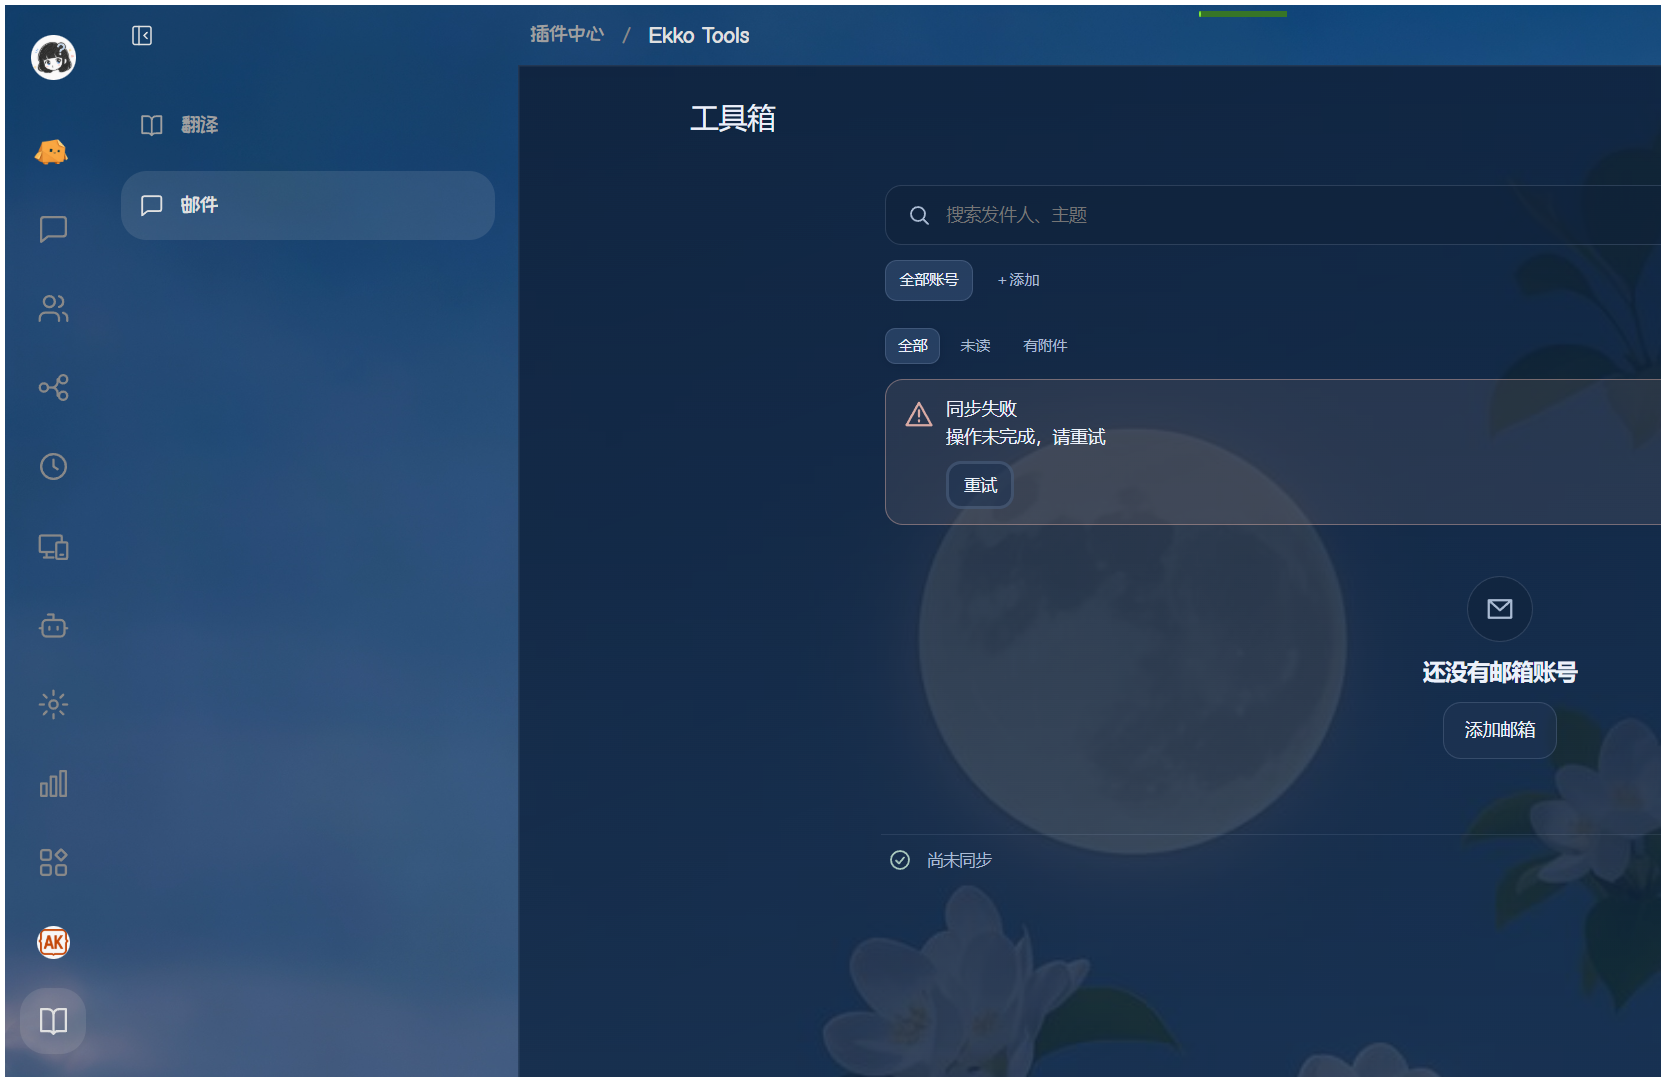 插件中心 / Ekko Tools
翻译
邮件
工具箱
搜索发件人、主题
全部账号 + 添加
全部 未读 有附件
同步失败
操作未完成，请重试
重试
还没有邮箱账号
添加邮箱
尚未同步
AK